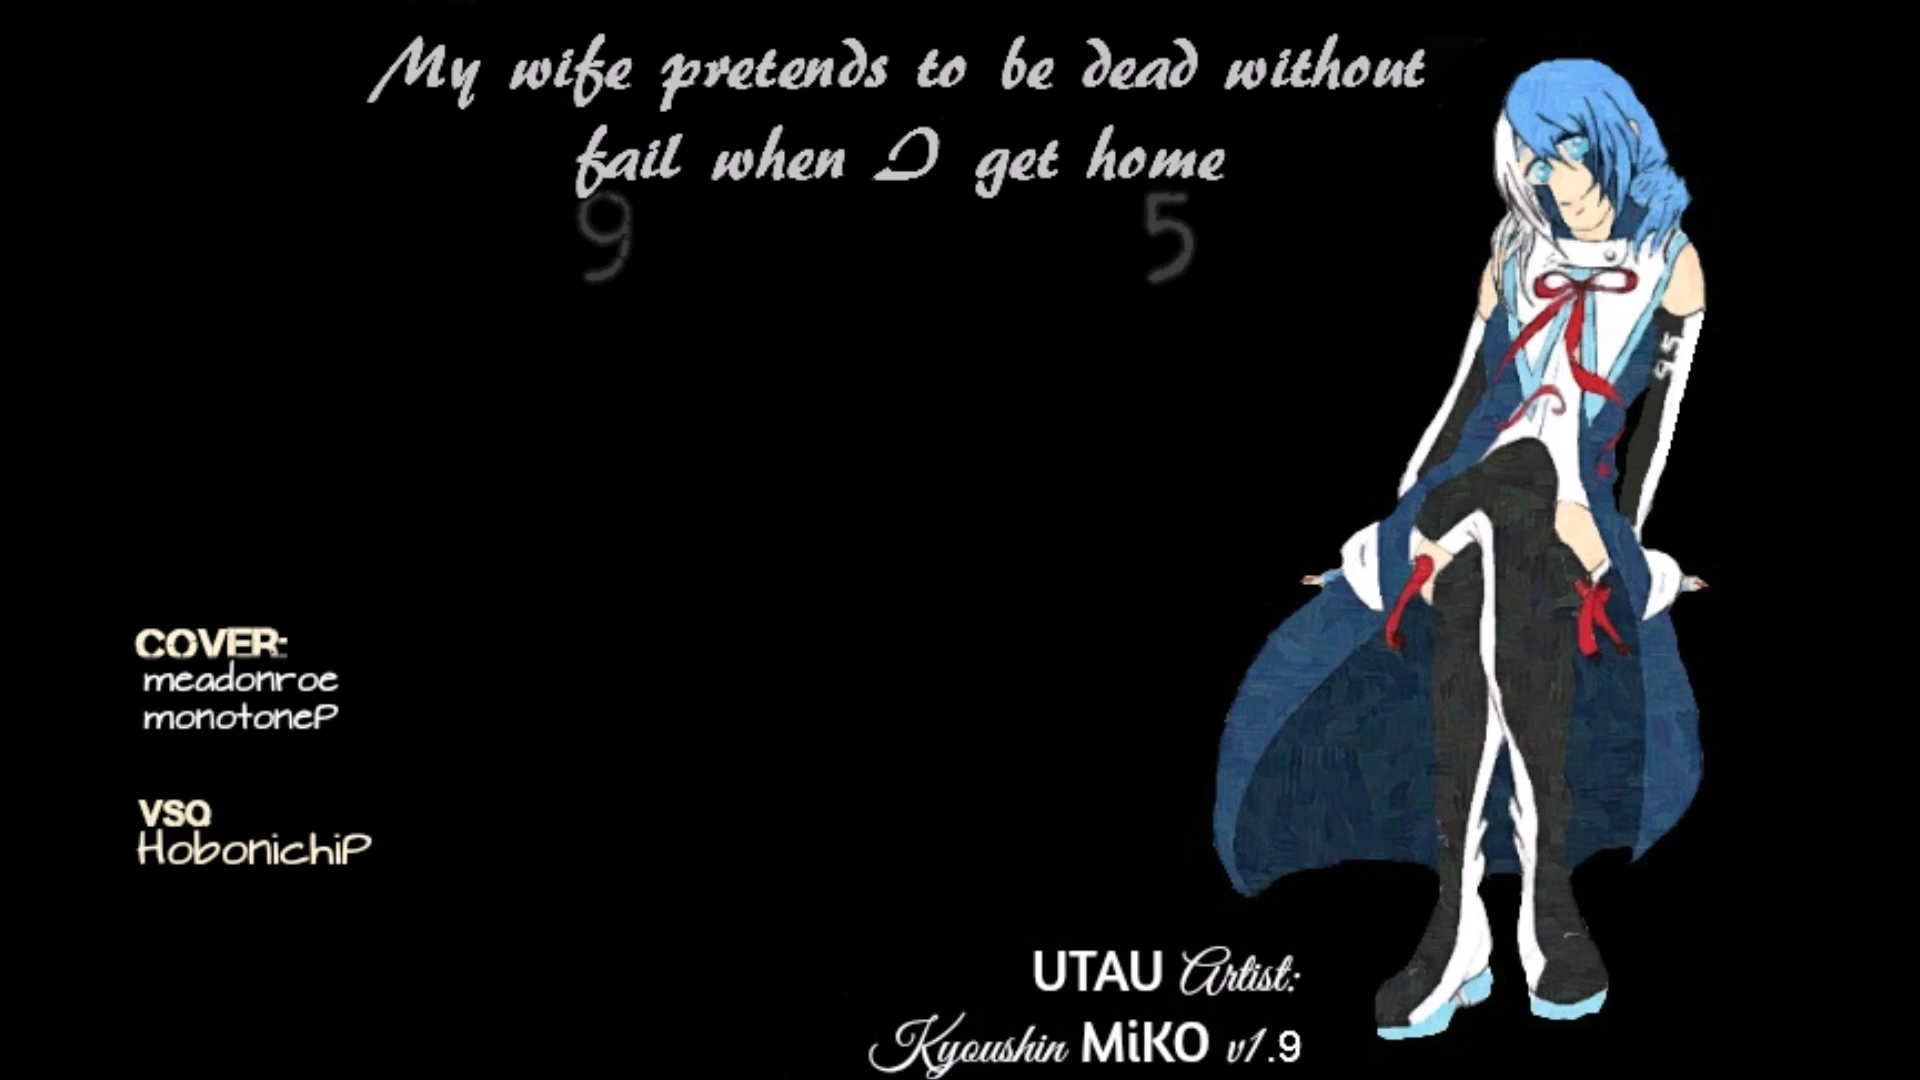 My wife pretends to be dead without
fail when I get home
9 5
95
COVER:
meadonroe
monotoneP
VSQ
HobonichiP
UTAU Artist:
Kyoushin MiKO v1.9